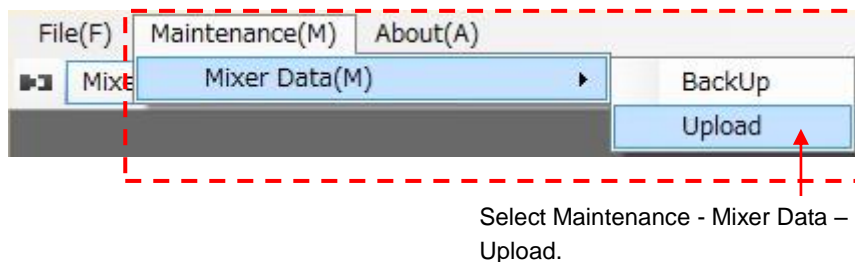 File(F) Maintenance(M) About(A)
Mixe Mixer Data(M) BackUp
Upload
Select Maintenance - Mixer Data –
Upload.